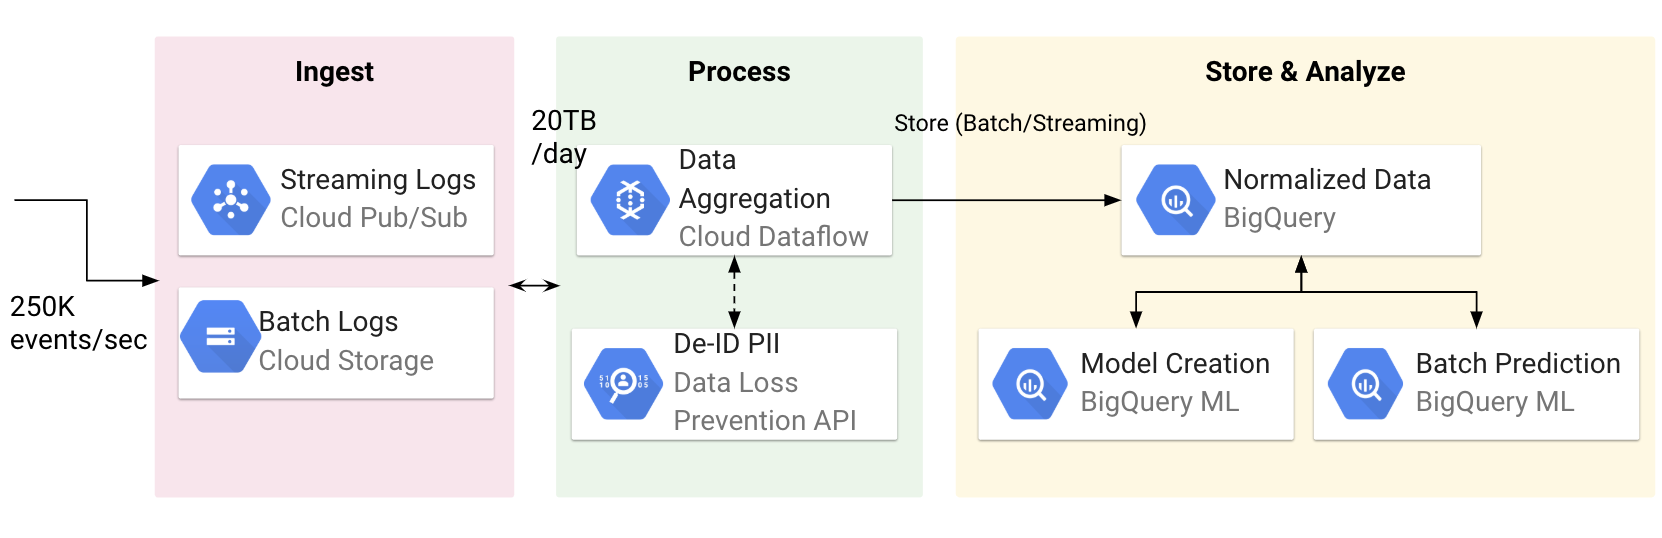 Ingest
Process
Store & Analyze
20TB
/day
Store (Batch/Streaming)
Streaming Logs
Cloud Pub/Sub
Data
Aggregation
Cloud Dataflow
Normalized Data
BigQuery
250K
events/sec
Batch Logs
Cloud Storage
De-ID PII
Data Loss
Prevention API
Model Creation
BigQuery ML
Batch Prediction
BigQuery ML